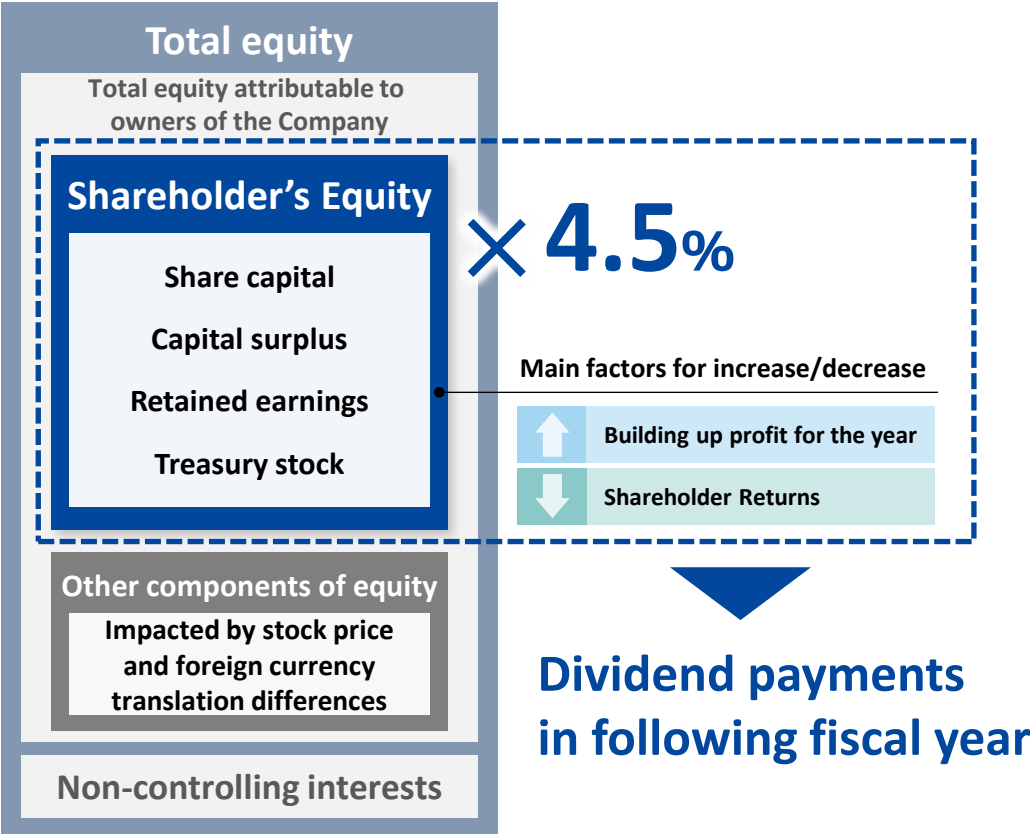 Total equity
Total equity attributable to
owners of the Company
Shareholder’s Equity
Share capital
Capital surplus
Retained earnings
Treasury stock
× 4.5%
Main factors for increase/decrease
Building up profit for the year
Shareholder Returns
Other components of equity
Impacted by stock price
and foreign currency
translation differences
Non-controlling interests
Dividend payments
in following fiscal year